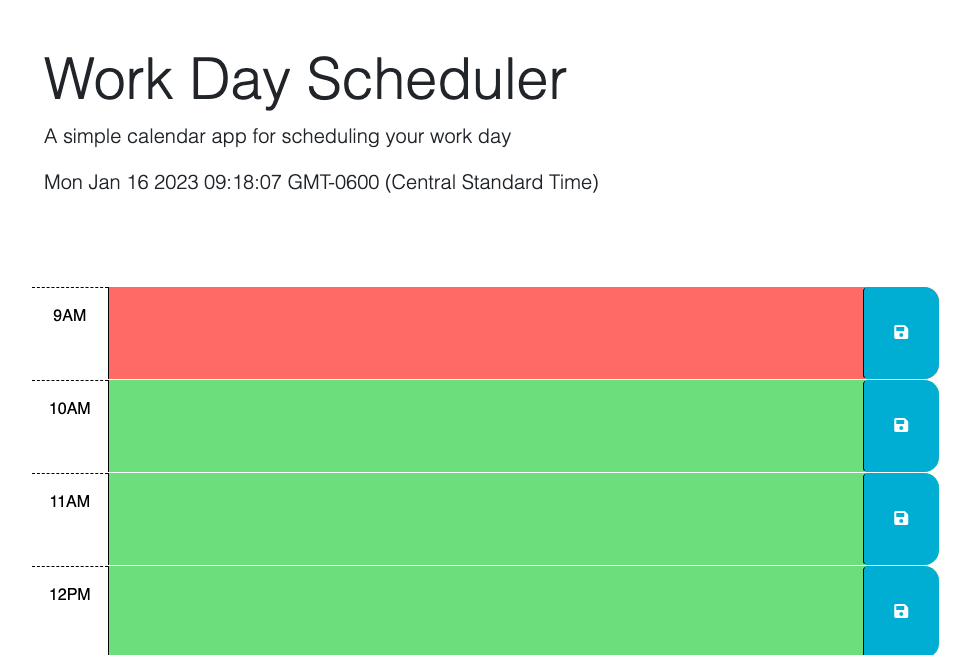 Work Day Scheduler
A simple calendar app for scheduling your work day
Mon Jan 16 2023 09:18:07 GMT-0600 (Central Standard Time)
9AM
10AM
11AM
12PM